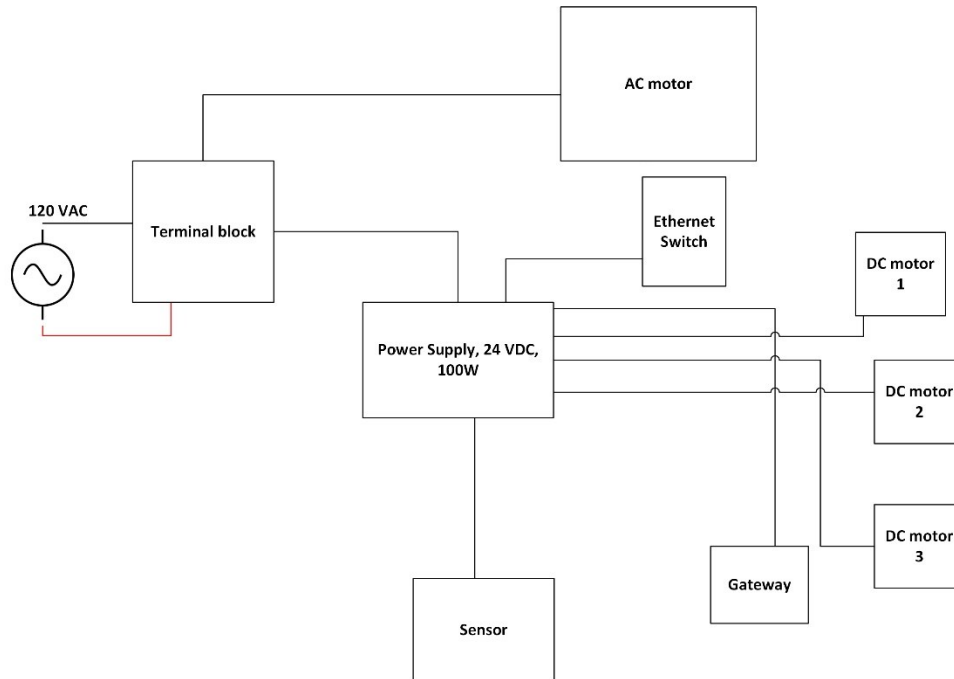 AC motor
120 VAC
Terminal block
Ethernet
Switch
DC motor
1
Power Supply, 24 VDC,
100W
DC motor
2
DC motor
3
Gateway
Sensor